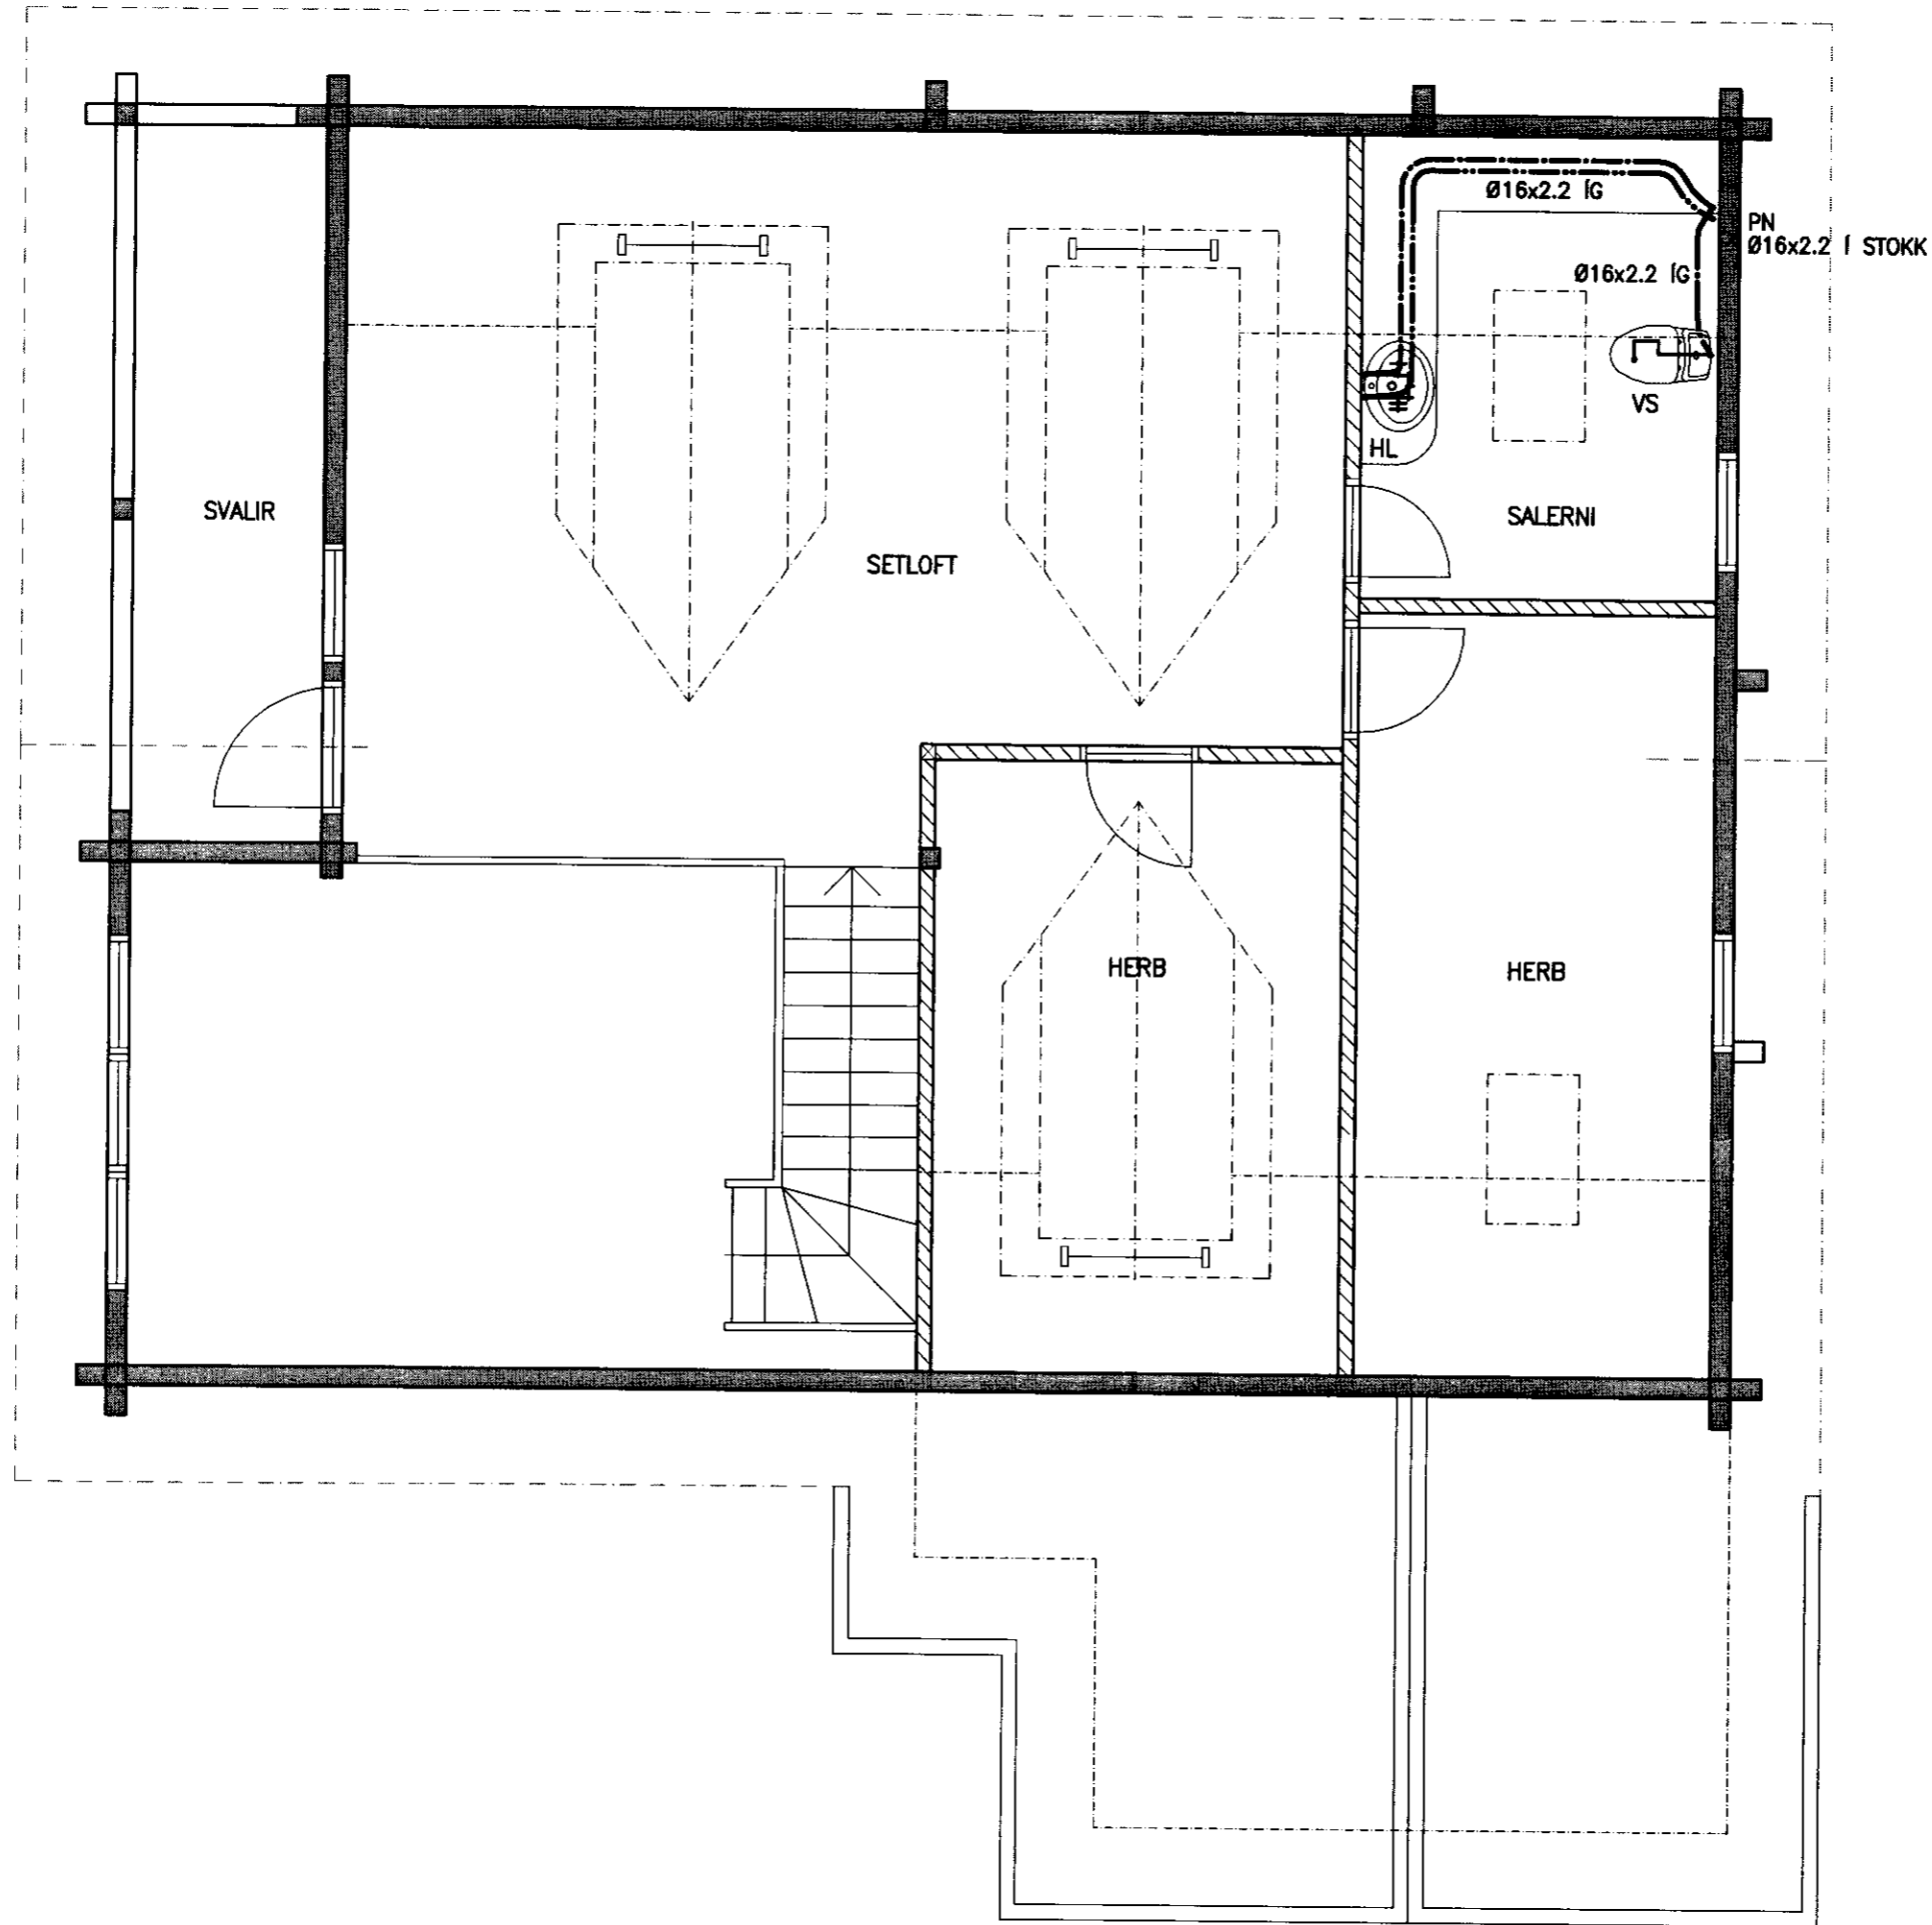 Ø16x2.2 ÍG
PN
Ø16x2.2 Í STOKK
Ø16x2.2 ÍG
VS
HL
SVALIR
SALERNI
SETLOFT
HERB
HERB